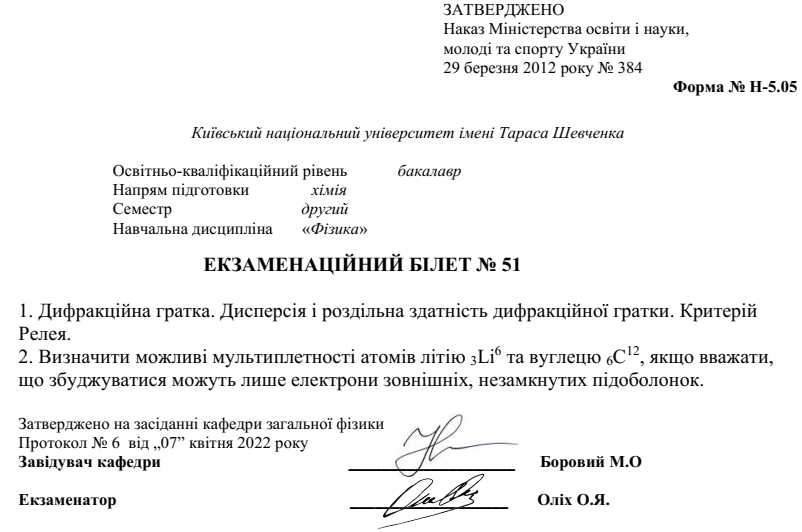 ЗАТВЕРДЖЕНО
Наказ Міністерства освіти і науки,
молоді та спорту України
29 березня 2012 року № 384
Форма № Н-5.05
Київський національний університет імені Тараса Шевченка
Освітньо-кваліфікаційний рівень бакалавр
Напрям підготовки хімія
Семестр другий
Навчальна дисципліна «Фізика»
ЕКЗАМЕНАЦІЙНИЙ БІЛЕТ № 51
1. Дифракційна гратка. Дисперсія і роздільна здатність дифракційної гратки. Критерій
Релея.
2. Визначити можливі мультиплетності атомів літію ₃Li⁶ та вуглецю ₆C¹², якщо вважати,
що збуджуватися можуть лише електрони зовнішніх, незамкнутих підоболонок.
Затверджено на засіданні кафедри загальної фізики
Протокол № 6 від „07” квітня 2022 року
Завідувач кафедри Боровий М.О
Екзаменатор Оліх О.Я.